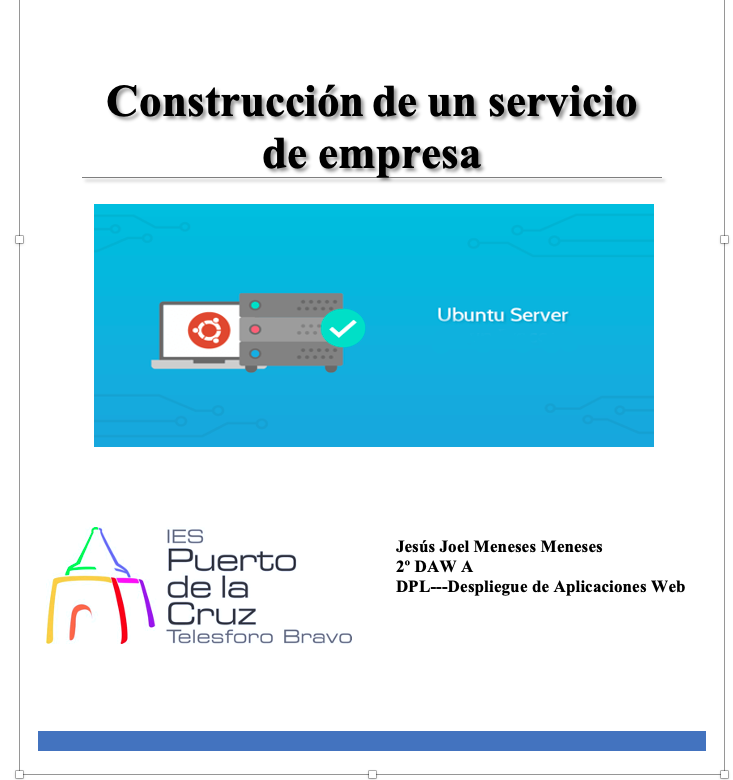 Construcción de un servicio
de empresa
Ubuntu Server
IES
Puerto
de la
Cruz
Telesforo Bravo
Jesús Joel Meneses Meneses
2º DAW A
DPL---Despliegue de Aplicaciones Web